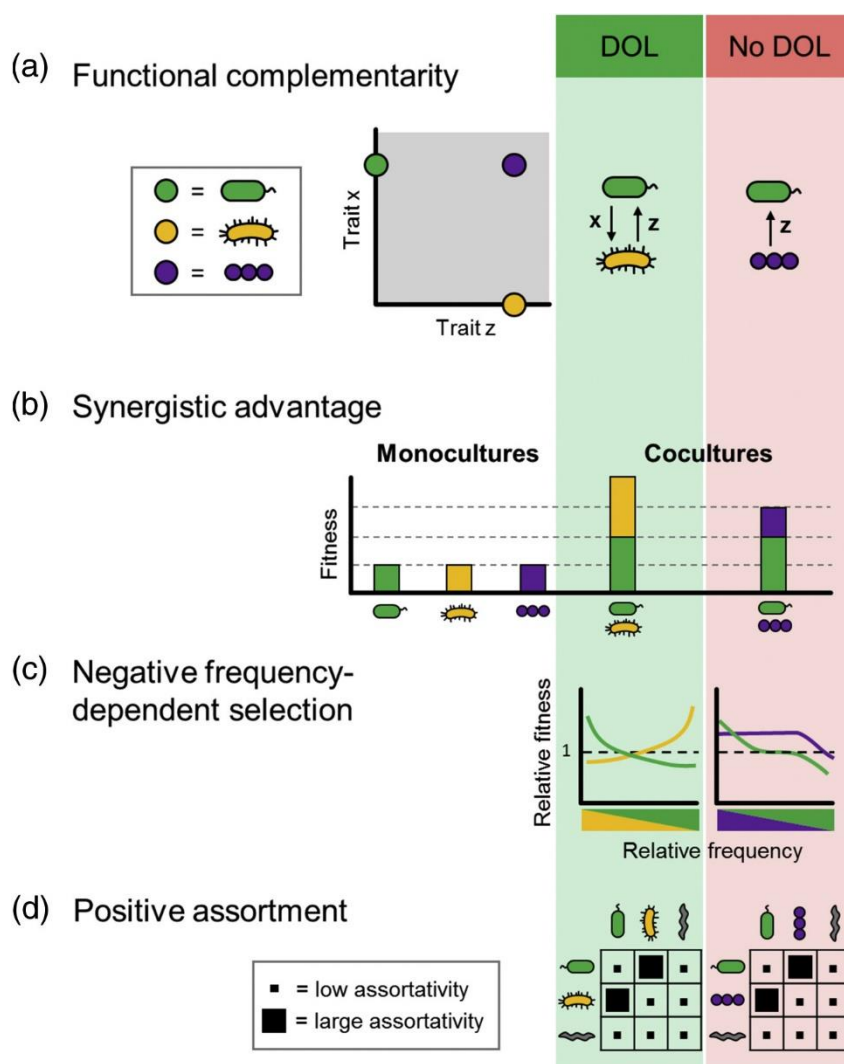 DOL
No DOL
(a) Functional complementarity
=
=
=
Trait x
Trait z
x
z
z
(b) Synergistic advantage
Monocultures
Cocultures
Fitness
(c) Negative frequency-
dependent selection
Relative fitness
1
Relative frequency
(d) Positive assortment
= low assortativity
= large assortativity